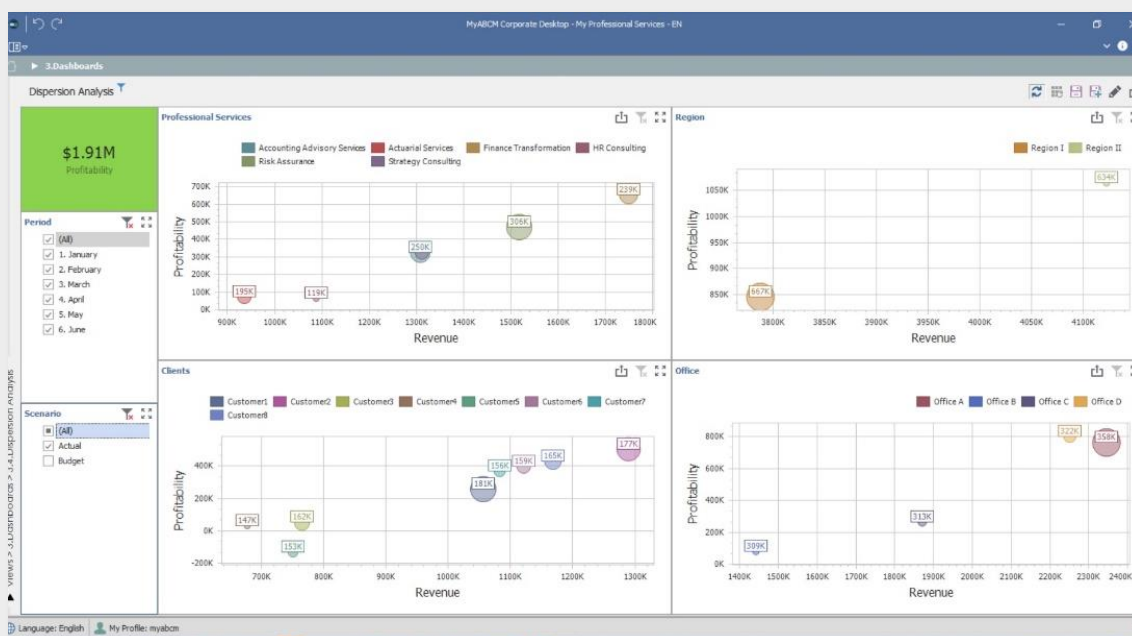 MyABCM Corporate Desktop - My Professional Services - EN
3.Dashboards
Dispersion Analysis
$1.91M
Profitability
Period
(All)
1. January
2. February
3. March
4. April
5. May
6. June
Scenario
(All)
Actual
Budget
Professional Services
Accounting Advisory Services Actuarial Services Finance Transformation HR Consulting
Risk Assurance Strategy Consulting
Profitability
700K
600K
500K
400K
300K
200K
100K
0K
239K
306K
250K
195K
119K
900K 1000K 1100K 1200K 1300K 1400K 1500K 1600K 1700K 1800K
Revenue
Region
Region I Region II
Profitability
1050K
1000K
950K
900K
850K
634K
667K
3800K 3850K 3900K 3950K 4000K 4050K 4100K
Revenue
Clients
Customer1 Customer2 Customer3 Customer4 Customer5 Customer6 Customer7
Customer8
Profitability
400K
200K
0K
-200K
177K
165K
159K
156K
181K
162K
147K
153K
700K 800K 900K 1000K 1100K 1200K 1300K
Revenue
Office
Office A Office B Office C Office D
Profitability
800K
600K
400K
200K
0K
322K
358K
313K
309K
1400K 1500K 1600K 1700K 1800K 1900K 2000K 2100K 2200K 2300K 2400K
Revenue
Views > 3.Dashboards > 3.4.Dispersion Analysis
Language: English My Profile: myabcm